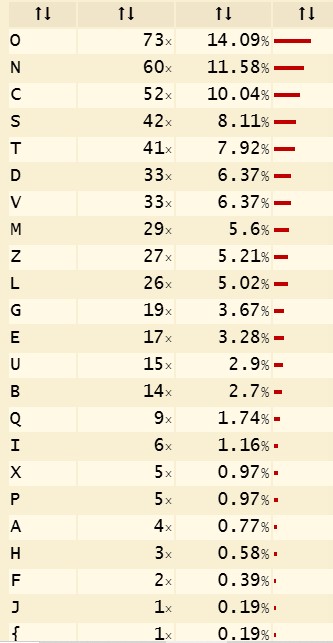 ↑↓ ↑↓ ↑↓ ↑↓
O 73× 14.09%
N 60× 11.58%
C 52× 10.04%
S 42× 8.11%
T 41× 7.92%
D 33× 6.37%
V 33× 6.37%
M 29× 5.6%
Z 27× 5.21%
L 26× 5.02%
G 19× 3.67%
E 17× 3.28%
U 15× 2.9%
B 14× 2.7%
Q 9× 1.74%
I 6× 1.16%
X 5× 0.97%
P 5× 0.97%
A 4× 0.77%
H 3× 0.58%
F 2× 0.39%
J 1× 0.19%
{ 1× 0.19%